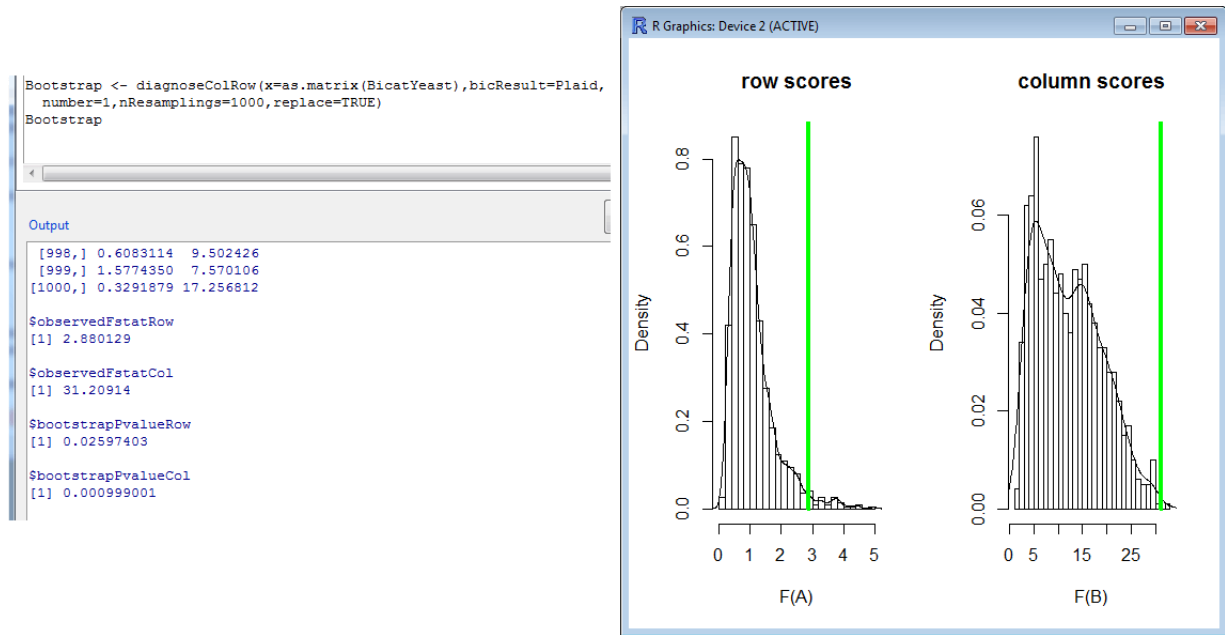 Bootstrap <- diagnoseColRow(x=as.matrix(BicatYeast),bicResult=Plaid,
number=1,nResamplings=1000,replace=TRUE)
Bootstrap
Output
[998,] 0.6083114 9.502426
[999,] 1.5774350 7.570106
[1000,] 0.3291879 17.256812
$observedFstatRow
[1] 2.880129
$observedFstatCol
[1] 31.20914
$bootstrapPvalueRow
[1] 0.02597403
$bootstrapPvalueCol
[1] 0.000999001
R Graphics: Device 2 (ACTIVE)
row scores
Density
0.8
0.6
0.4
0.2
0.0
0 1 2 3 4 5
F(A)
column scores
Density
0.06
0.04
0.02
0.00
0 5 15 25
F(B)